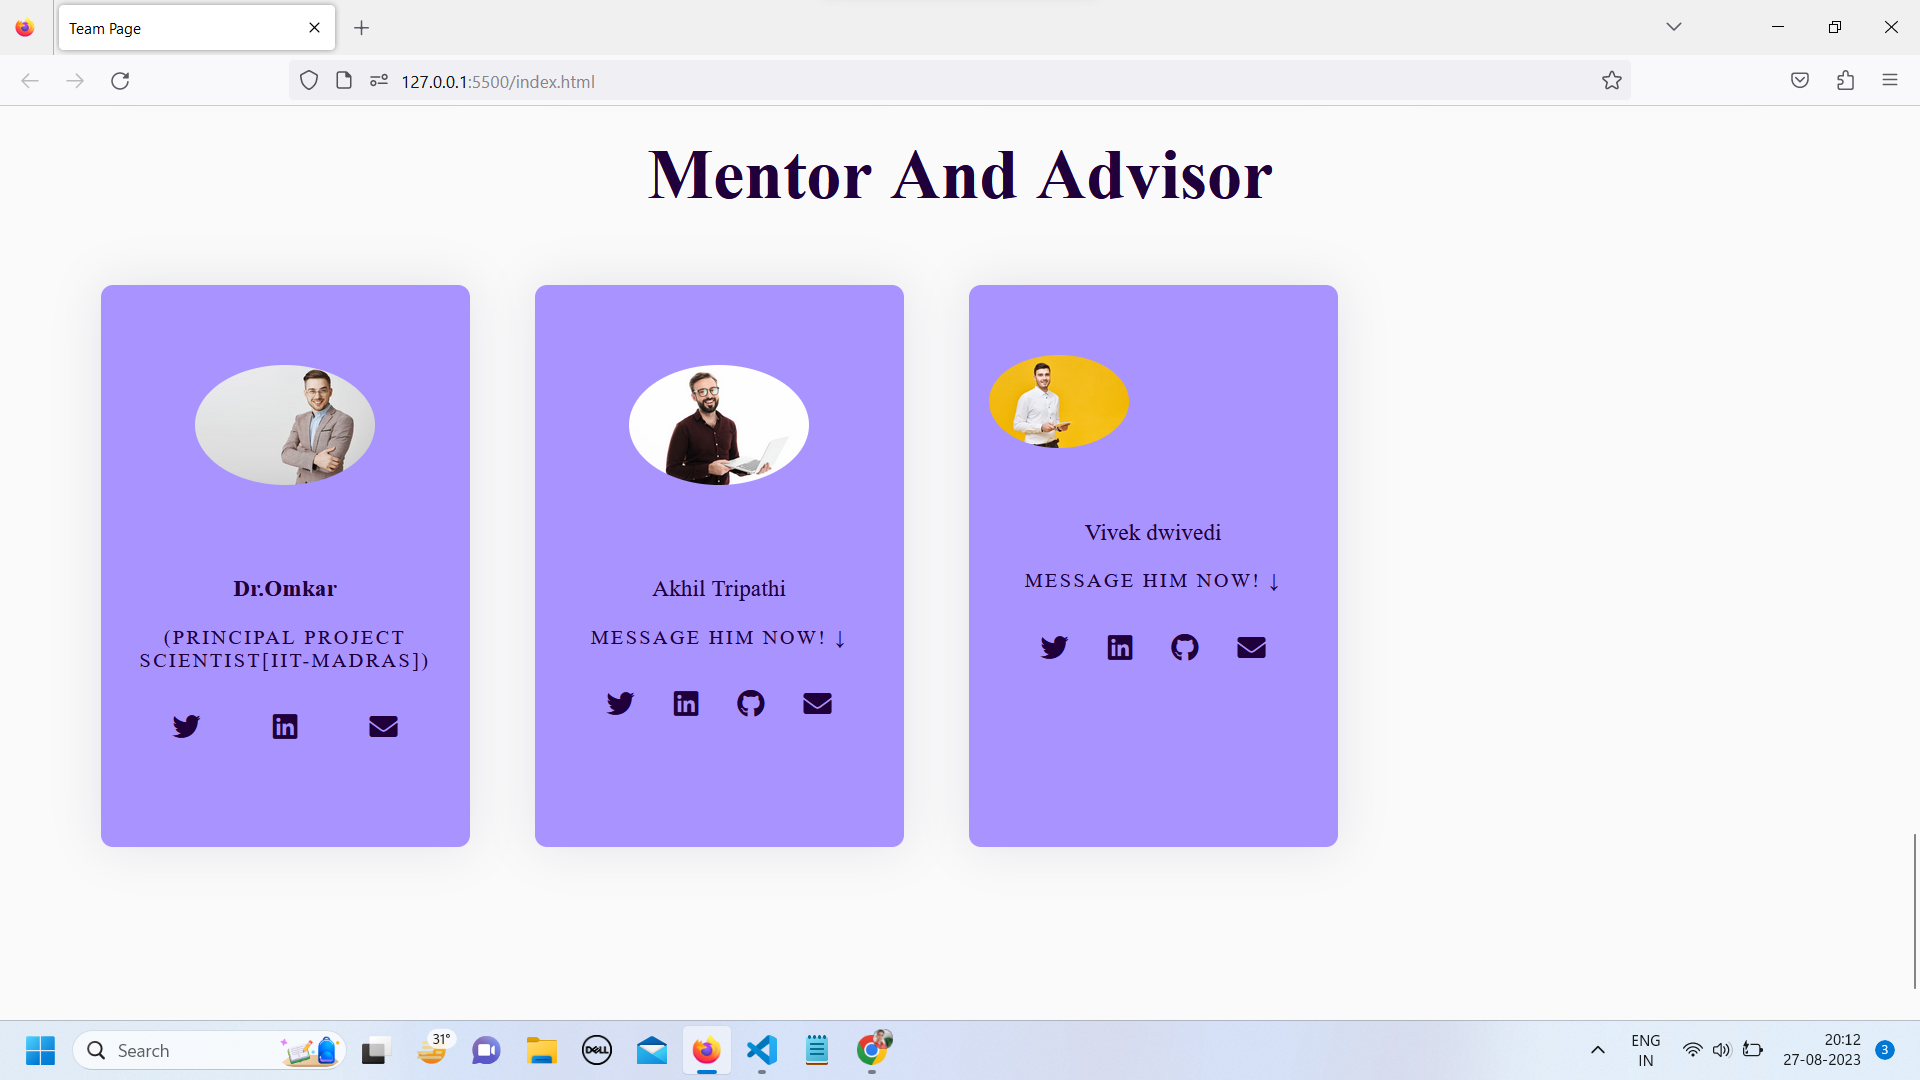 Team Page
127.0.0.1:5500/index.html
Mentor And Advisor
Dr.Omkar
(PRINCIPAL PROJECT
SCIENTIST[IIT-MADRAS])
Akhil Tripathi
MESSAGE HIM NOW! ↓
Vivek dwivedi
MESSAGE HIM NOW! ↓
Search
31°
DELL
ENG
IN
20:12
27-08-2023
3